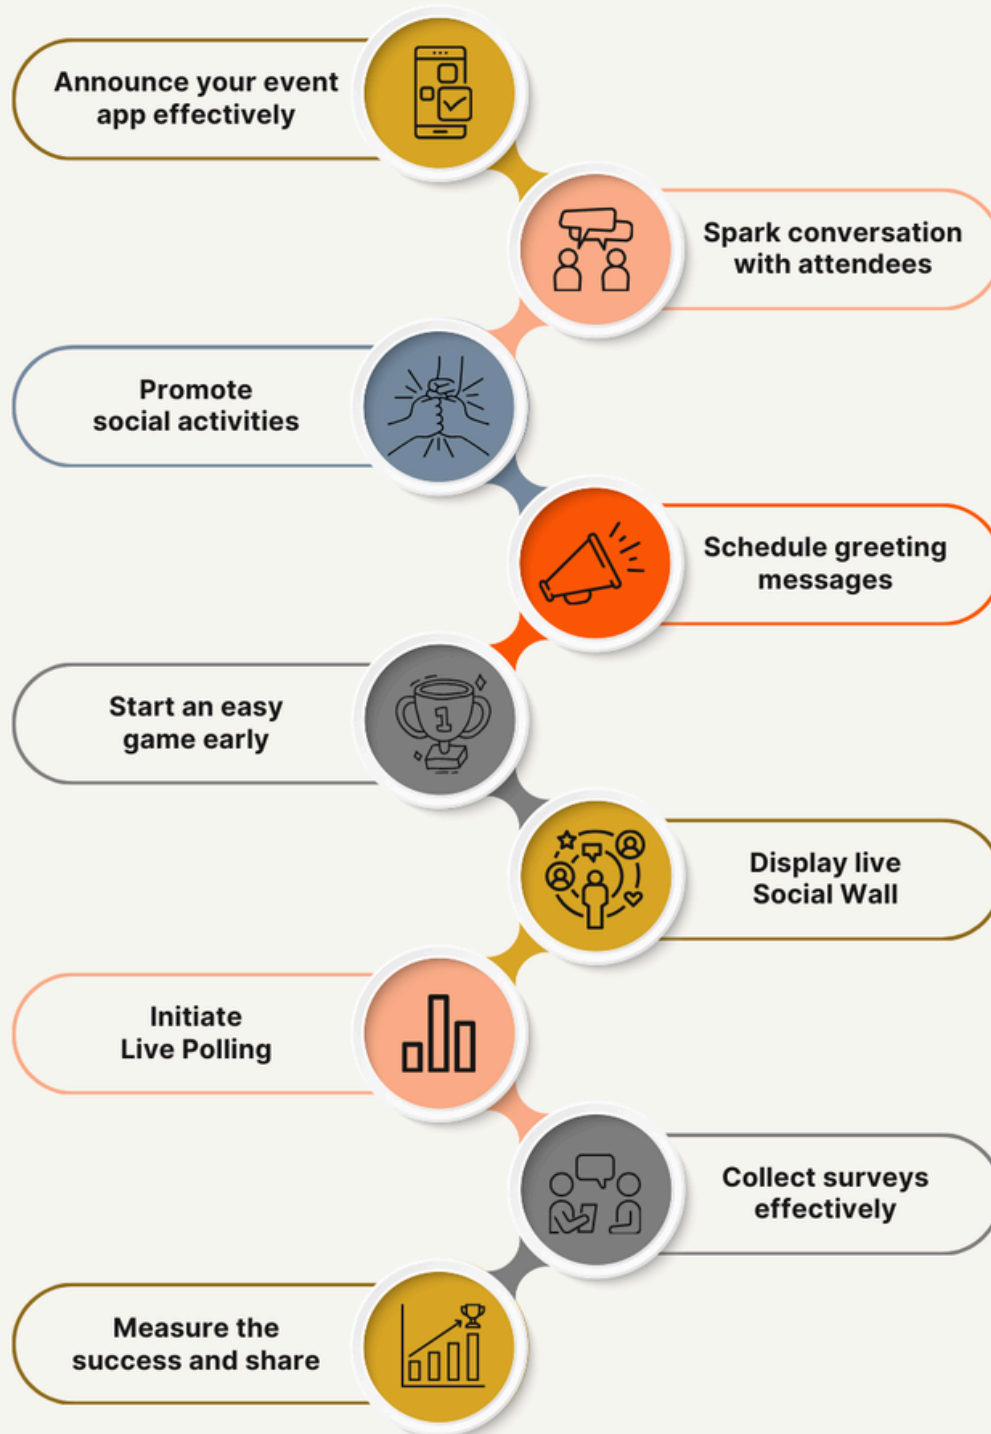 Announce your event
app effectively
Spark conversation
with attendees
Promote
social activities
Schedule greeting
messages
1
Start an easy
game early
Display live
Social Wall
Initiate
Live Polling
Collect surveys
effectively
Measure the
success and share